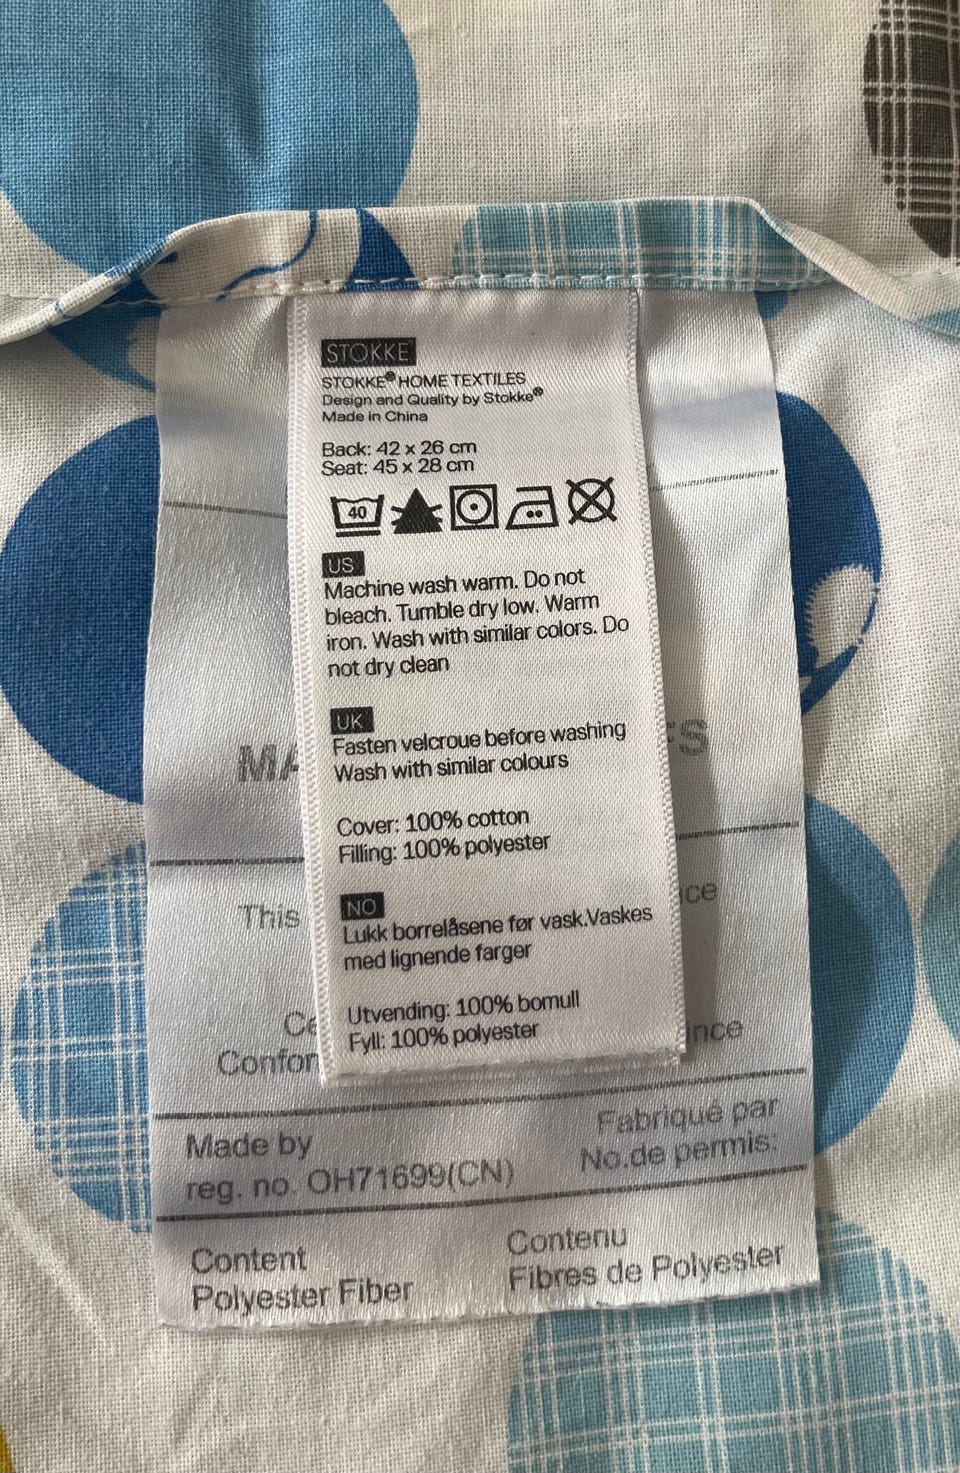 STOKKE
STOKKE® HOME TEXTILES
Design and Quality by Stokke®
Made in China
Back: 42 x 26 cm
Seat: 45 x 28 cm
40
US
Machine wash warm. Do not
bleach. Tumble dry low. Warm
iron. Wash with similar colors. Do
not dry clean
UK
Fasten velcroue before washing
Wash with similar colours
Cover: 100% cotton
Filling: 100% polyester
NO
Lukk borrelåsene før vask.Vaskes
med lignende farger
Utvending: 100% bomull
Fyll: 100% polyester
This
Made by
reg. no. OH71699(CN)
Fabriqué par
No.de permis:
Content
Polyester Fiber
Contenu
Fibres de Polyester